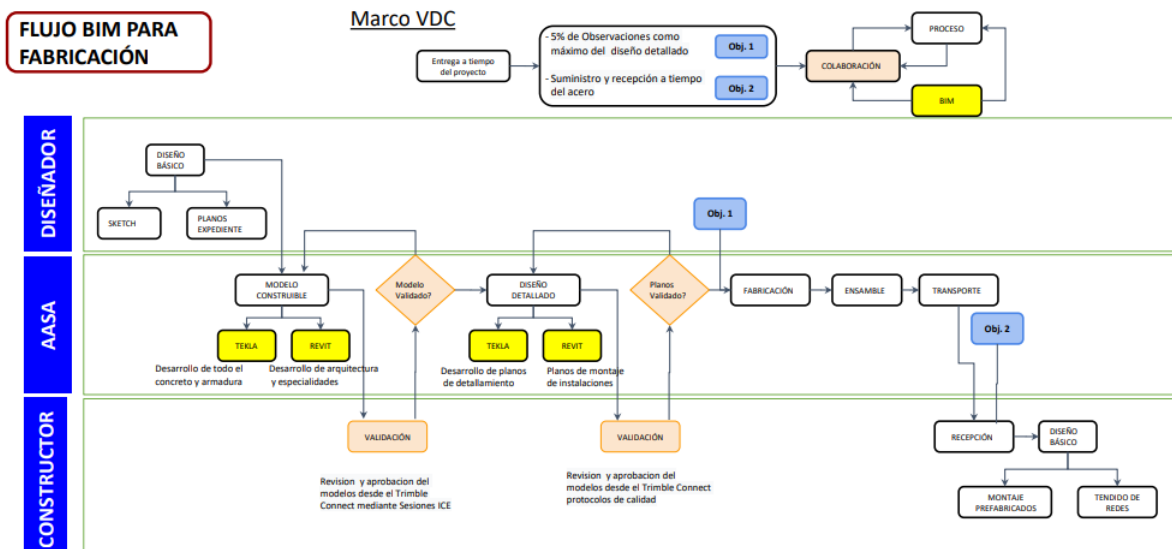 FLUJO BIM PARA
FABRICACIÓN
Marco VDC
Entrega a tiempo
del proyecto
- 5% de Observaciones como
máximo del diseño detallado
Obj. 1
- Suministro y recepción a tiempo
del acero
Obj. 2
COLABORACIÓN
PROCESO
BIM
DISEÑADOR
DISEÑO
BÁSICO
SKETCH
PLANOS
EXPEDIENTE
Obj. 1
AASA
MODELO
CONSTRUIBLE
TEKLA
REVIT
Desarrollo de todo el
concreto y armadura
Desarrollo de arquitectura
y especialidades
Modelo
Validado?
DISEÑO
DETALLADO
TEKLA
REVIT
Desarrollo de planos
de detallamiento
Planos de montaje
de instalaciones
Planos
Validado?
FABRICACIÓN
ENSAMBLE
TRANSPORTE
Obj. 2
CONSTRUCTOR
VALIDACIÓN
Revision y aprobacion del
modelos desde el Trimble
Connect mediante Sesiones ICE
VALIDACIÓN
Revision y aprobacion del
modelos desde el Trimble Connect
protocolos de calidad
RECEPCIÓN
DISEÑO
BÁSICO
MONTAJE
PREFABRICADOS
TENDIDO DE
REDES